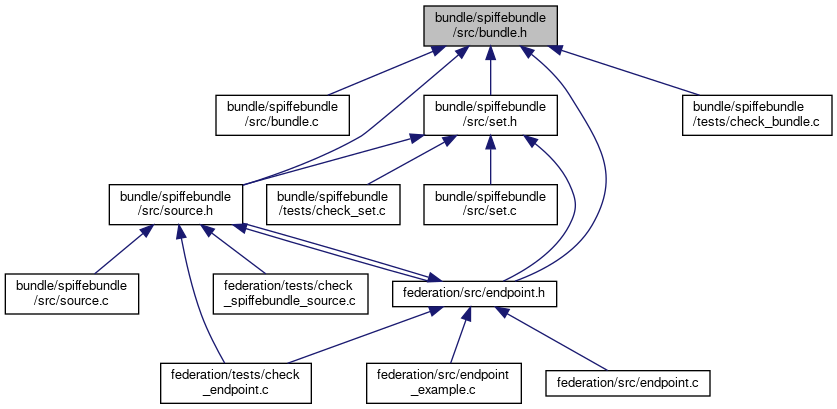 bundle/spiffebundle
/src/bundle.h
bundle/spiffebundle
/src/bundle.c
bundle/spiffebundle
/src/set.h
bundle/spiffebundle
/tests/check_bundle.c
bundle/spiffebundle
/src/source.h
bundle/spiffebundle
/tests/check_set.c
bundle/spiffebundle
/src/set.c
bundle/spiffebundle
/src/source.c
federation/tests/check
_spiffebundle_source.c
federation/src/endpoint.h
federation/tests/check
_endpoint.c
federation/src/endpoint
_example.c
federation/src/endpoint.c